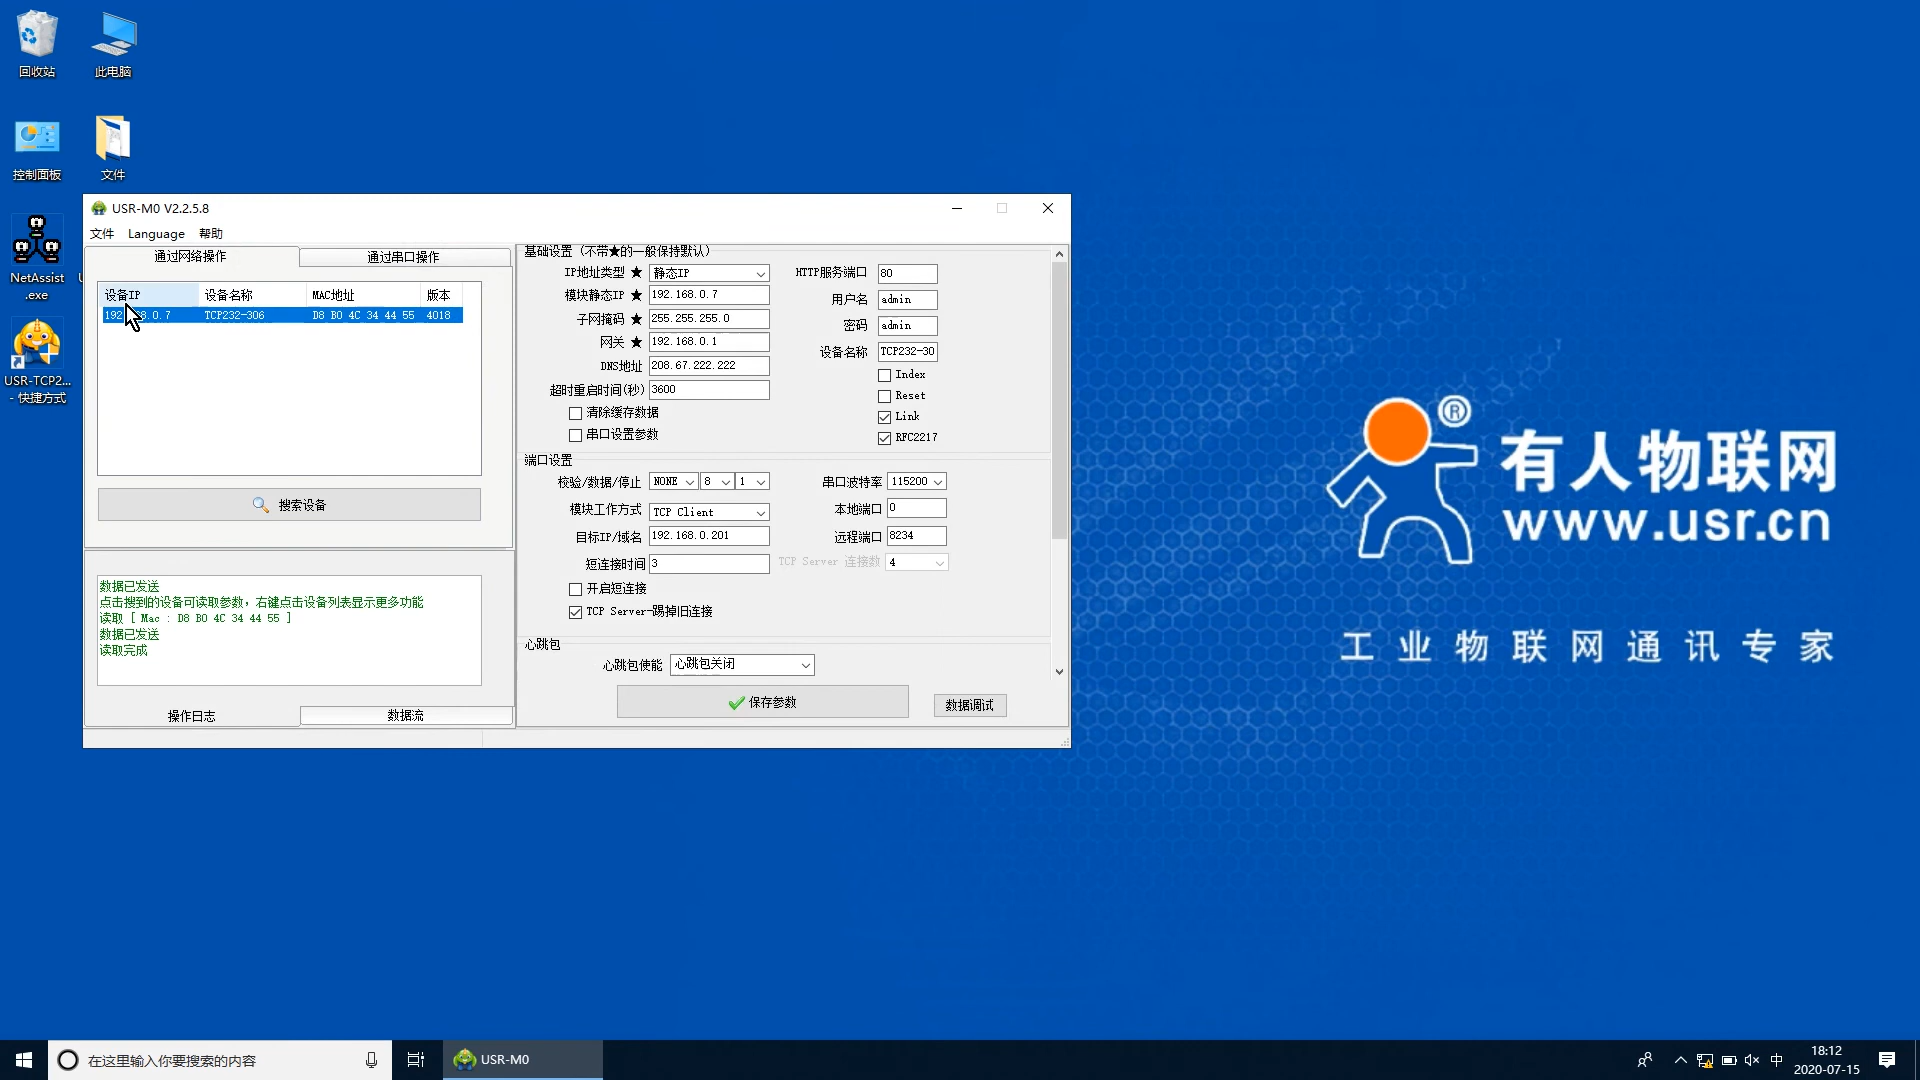 回收站
此电脑
控制面板
文件
NetAssist
.exe
USR-TCP2...
- 快捷方式
USR-M0 V2.2.5.8
文件 Language 帮助
通过网络操作
通过串口操作
设备IP 设备名称 MAC地址 版本
192 .0.7 TCP232-306 D8 B0 4C 34 44 55 4018
搜索设备
数据已发送
点击搜到的设备可读取参数，右键点击设备列表显示更多功能
读取 [ Mac : D8 B0 4C 34 44 55 ]
数据已发送
读取完成
操作日志
数据流
基础设置（不带★的一般保持默认）
IP地址类型 ★ 静态IP
模块静态IP ★ 192.168.0.7
子网掩码 ★ 255.255.255.0
网关 ★ 192.168.0.1
DNS地址 208.67.222.222
超时重启时间(秒) 3600
清除缓存数据
串口设置参数
HTTP服务端口 80
用户名 admin
密码 admin
设备名称 TCP232-30
Index
Reset
Link
RFC2217
端口设置
校验/数据/停止 NONE 8 1
串口波特率 115200
模块工作方式 TCP Client
本地端口 0
目标IP/域名 192.168.0.201
远程端口 8234
短连接时间 3
TCP Server 连接数 4
开启短连接
TCP Server-踢掉旧连接
心跳包
心跳包使能 心跳包关闭
保存参数
数据调试
®
有人物联网
www.usr.cn
工业物联网通讯专家
在这里输入你要搜索的内容
USR-M0
中
18:12
2020-07-15